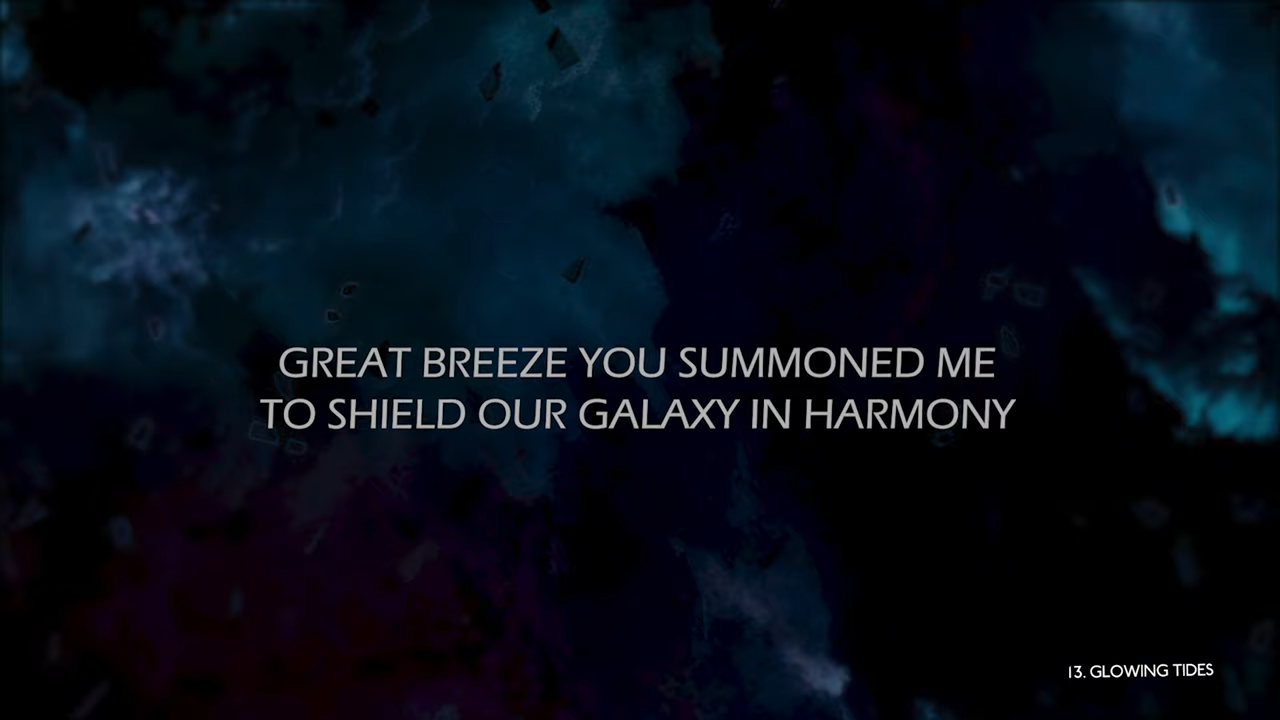 GREAT BREEZE YOU SUMMONED ME
TO SHIELD OUR GALAXY IN HARMONY
13. GLOWING TIDES